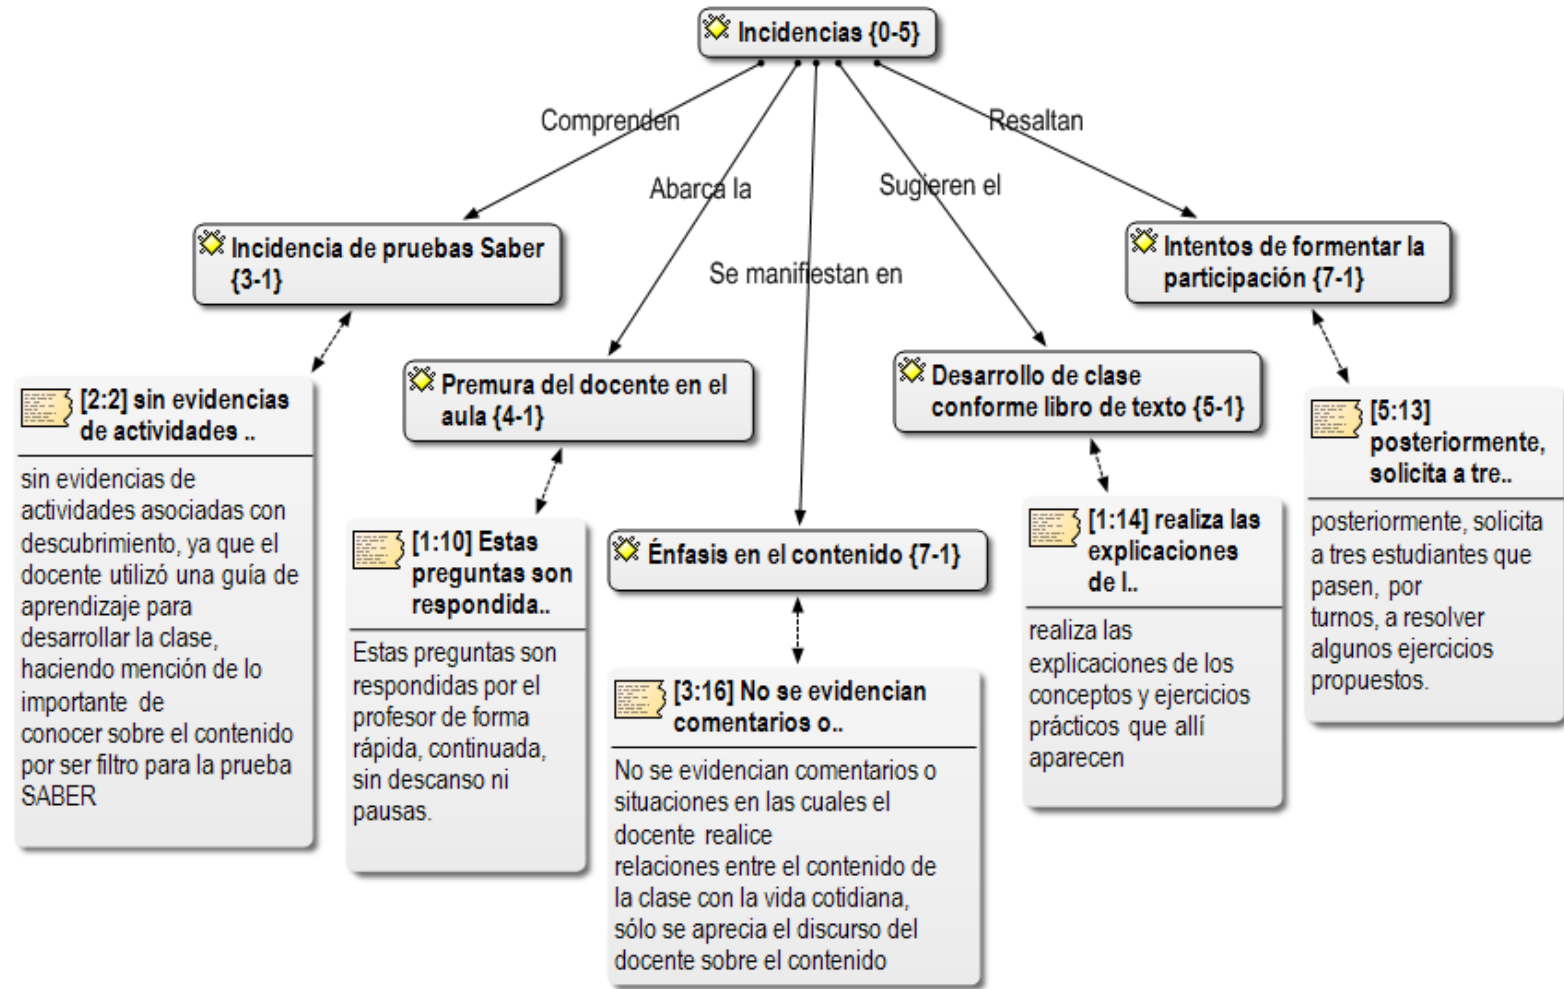 Incidencias {0-5}
Comprenden
Resaltan
Abarca la
Sugieren el
Se manifiestan en
Incidencia de pruebas Saber
{3-1}
Intentos de formentar la
participación {7-1}
Premura del docente en el
aula {4-1}
Desarrollo de clase
conforme libro de texto {5-1}
Énfasis en el contenido {7-1}
[2:2] sin evidencias
de actividades ..
sin evidencias de
actividades asociadas con
descubrimiento, ya que el
docente utilizó una guía de
aprendizaje para
desarrollar la clase,
haciendo mención de lo
importante de
conocer sobre el contenido
por ser filtro para la prueba
SABER
[1:10] Estas
preguntas son
respondida..
Estas preguntas son
respondidas por el
profesor de forma
rápida, continuada,
sin descanso ni
pausas.
[3:16] No se evidencian
comentarios o..
No se evidencian comentarios o
situaciones en las cuales el
docente realice
relaciones entre el contenido de
la clase con la vida cotidiana,
sólo se aprecia el discurso del
docente sobre el contenido
[1:14] realiza las
explicaciones
de l..
realiza las
explicaciones de los
conceptos y ejercicios
prácticos que allí
aparecen
[5:13]
posteriormente,
solicita a tre..
posteriormente, solicita
a tres estudiantes que
pasen, por
turnos, a resolver
algunos ejercicios
propuestos.